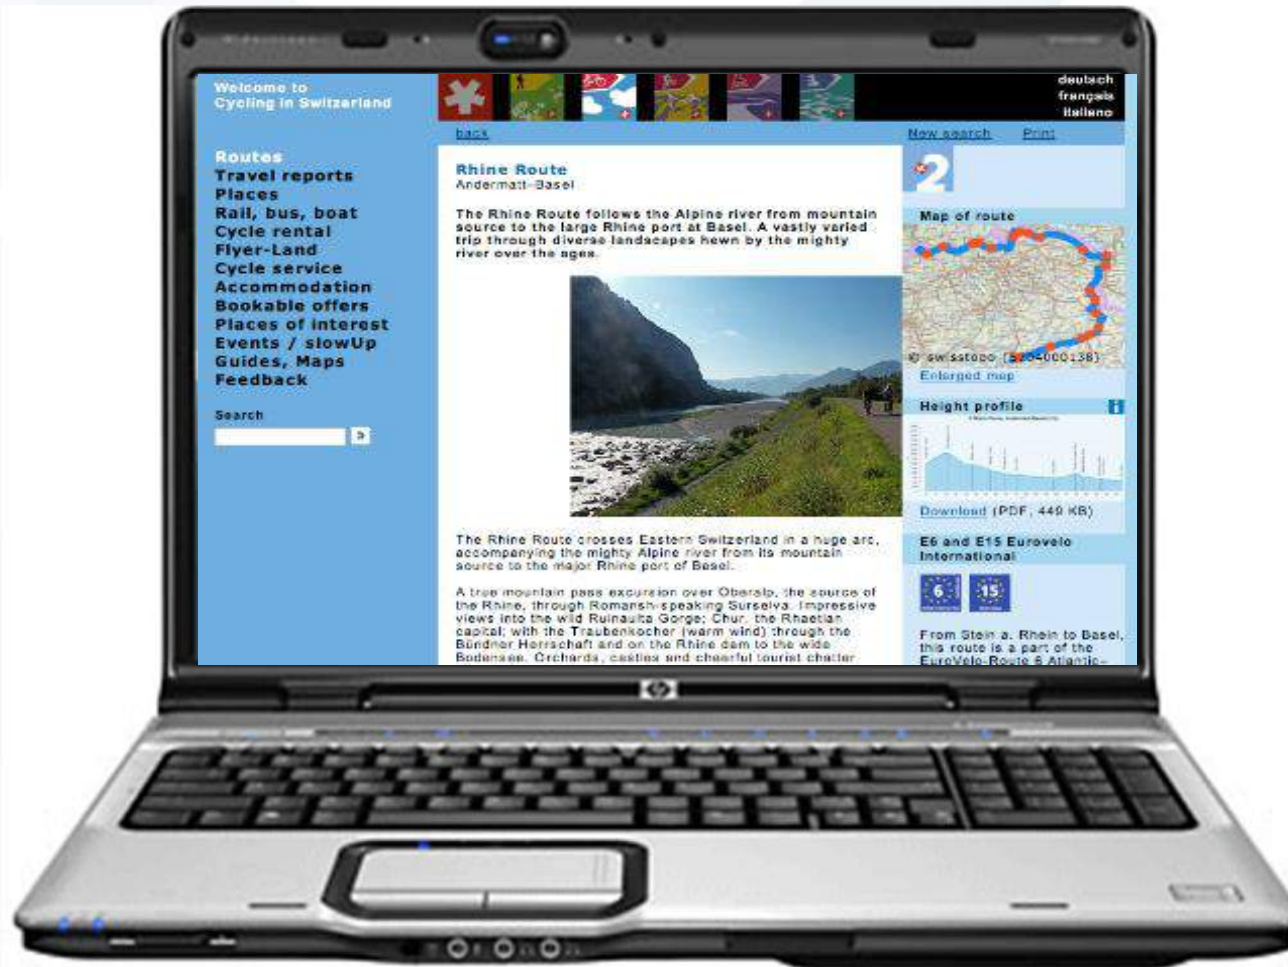 Welcome to
Cycling in Switzerland
deutsch
français
italiano
back
New search
Print
Routes
Travel reports
Places
Rail, bus, boat
Cycle rental
Flyer-Land
Cycle service
Accommodation
Bookable offers
Places of interest
Events / slowUp
Guides, Maps
Feedback
Search
Rhine Route
Andermatt–Basel
The Rhine Route follows the Alpine river from mountain
source to the large Rhine port at Basel. A vastly varied
trip through diverse landscapes hewn by the mighty
river over the ages.
The Rhine Route crosses Eastern Switzerland in a huge arc,
accompanying the mighty Alpine river from its mountain
source to the major Rhine port of Basel.
A true mountain pass excursion over Oberalp, the source of
the Rhine, through Romansh-speaking Surselva. Impressive
views into the wild Ruinaulta Gorge; Chur, the Rhaetian
capital; with the Traubenkocher (warm wind) through the
Bündner Herrschaft and on the Rhine dam to the wide
Bodensee. Orchards, castles and cheerful tourist chatter
2
Map of route
© swisstopo (5704000138)
Enlarged map
Height profile
i
Download (PDF, 449 KB)
E6 and E15 Eurovelo
International
6
15
From Stein a. Rhein to Basel,
this route is a part of the
EuroVelo-Route 6 Atlantic–
hp